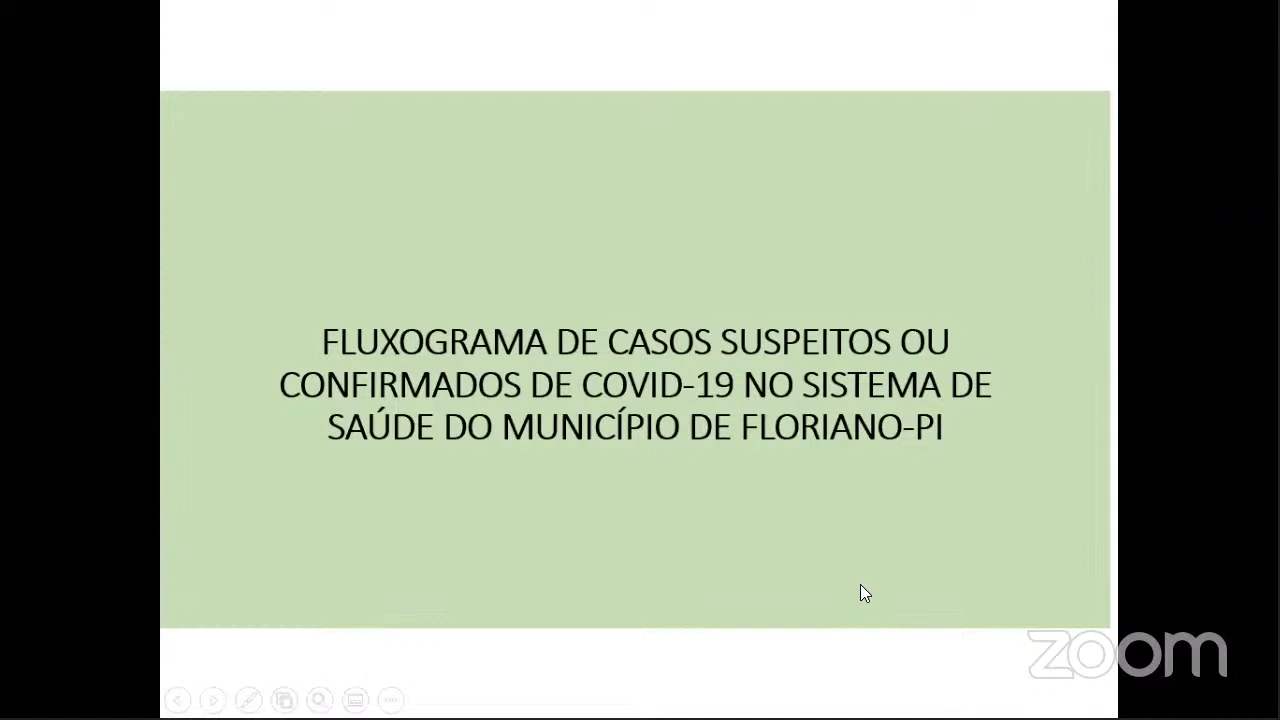 FLUXOGRAMA DE CASOS SUSPEITOS OU
CONFIRMADOS DE COVID-19 NO SISTEMA DE
SAÚDE DO MUNICÍPIO DE FLORIANO-PI
zoom